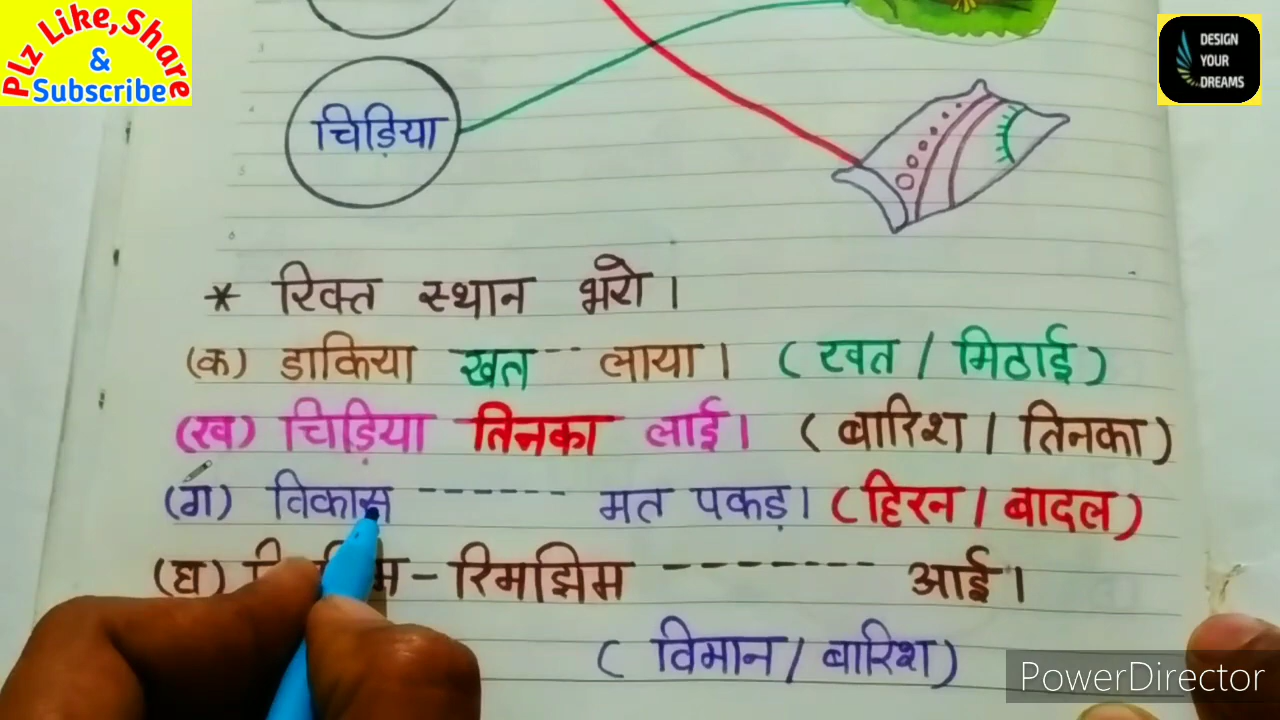 Plz Like, Share
&
Subscribe
DESIGN
YOUR
DREAMS
चिड़िया
* रिक्त स्थान भरो।
(क) डाकिया खत -- लाया। (खत / मिठाई)
(ख) चिड़िया तिनका लाई। (बारिश / तिनका)
(ग) विकास ------ मत पकड़। (हिरन / बादल)
(घ) - रिमझिम ------- आई।
(विमान / बारिश)
PowerDirector